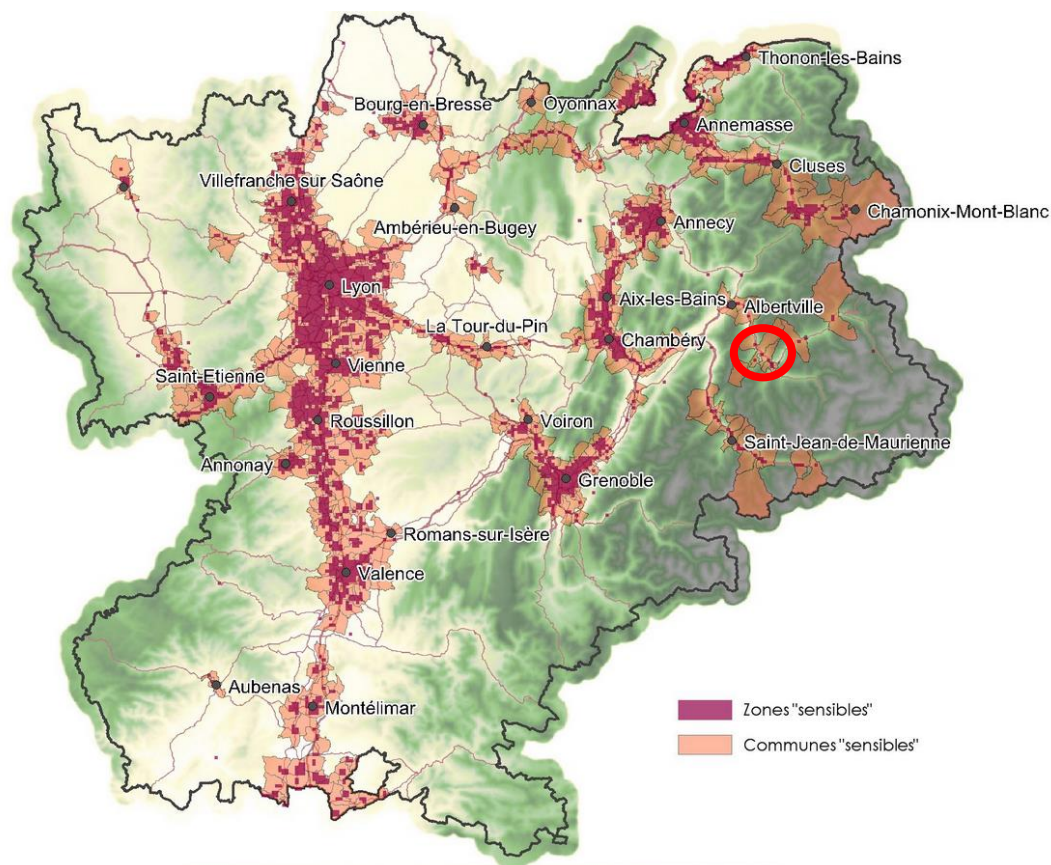 Thonon-les-Bains
Bourg-en-Bresse
Oyonnax
Annemasse
Cluses
Villefranche sur Saône
Chamonix-Mont-Blanc
Annecy
Ambérieu-en-Bugey
Lyon
Aix-les-Bains
Albertville
La Tour-du-Pin
Chambéry
Vienne
Saint-Etienne
Roussillon
Voiron
Saint-Jean-de-Maurienne
Annonay
Grenoble
Romans-sur-Isère
Valence
Aubenas
Montélimar
Zones "sensibles"
Communes "sensibles"